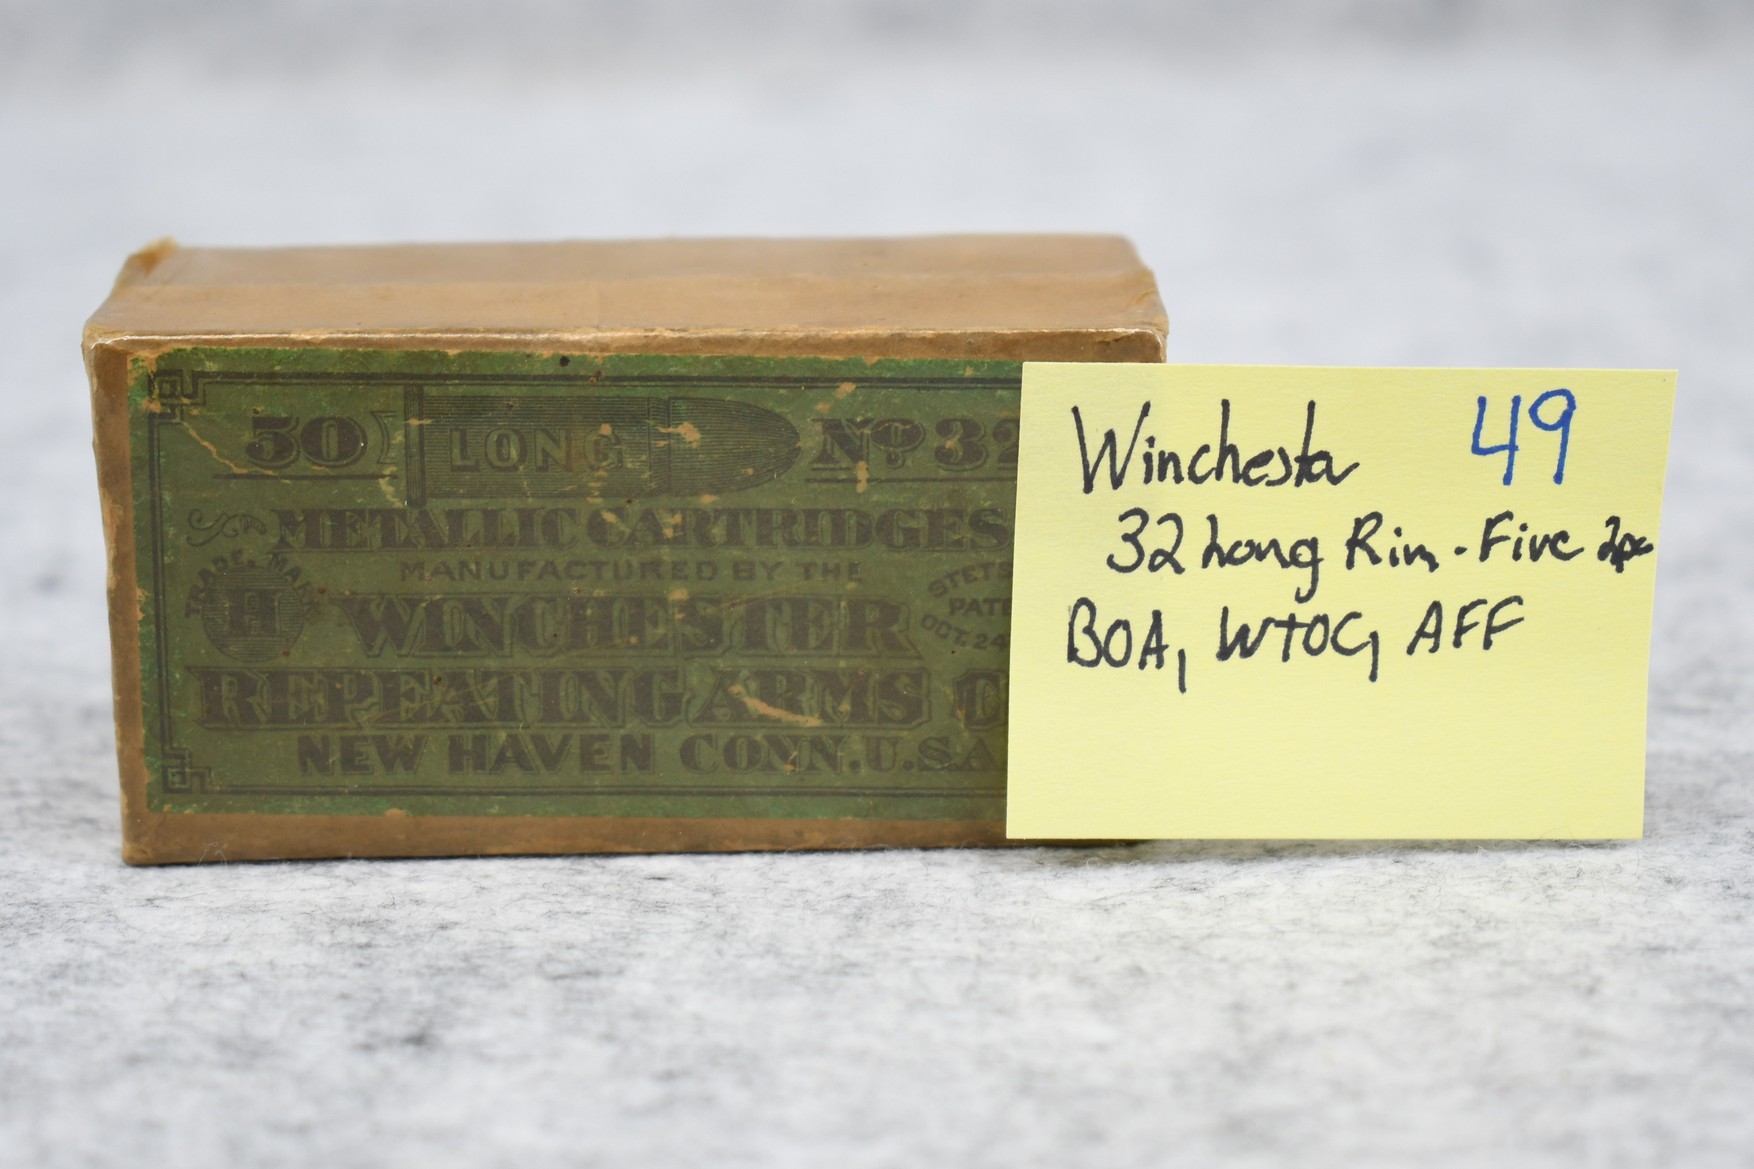 50 LONG Nº 32
METALLIC CARTRIDGES
MANUFACTURED BY THE
TRADE. MARK
H
WINCHESTER
STETS
PATE
OCT. 24
REPEATING ARMS C
NEW HAVEN CONN. U.S.A
Winchester 49
32 Long Rim-Fire 2pc
BOA, WTOC, AFF